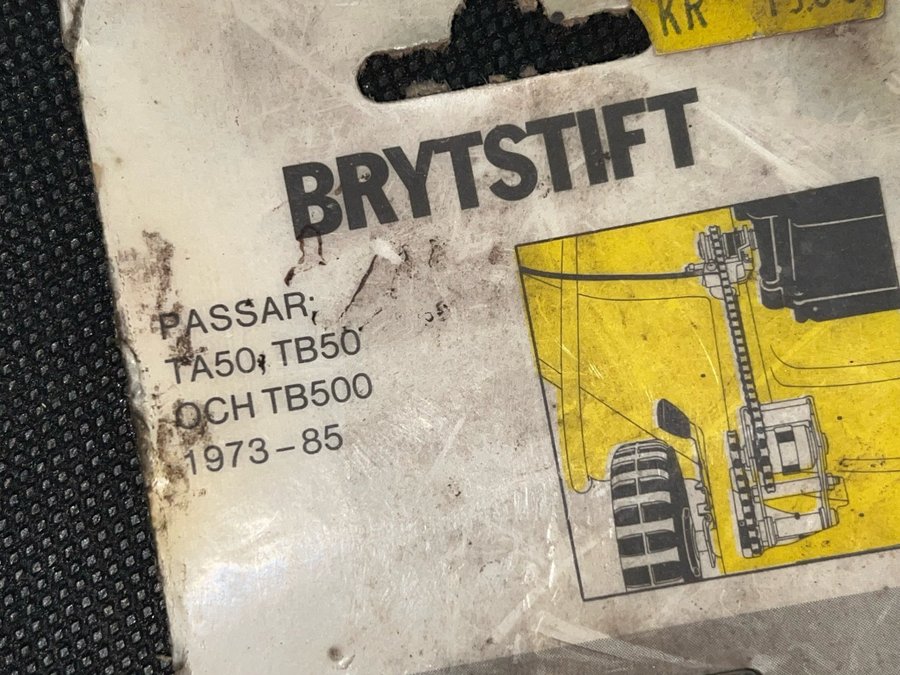 KR
BRYTSTIFT
PASSAR;
TA50, TB50
OCH TB500
1973-85